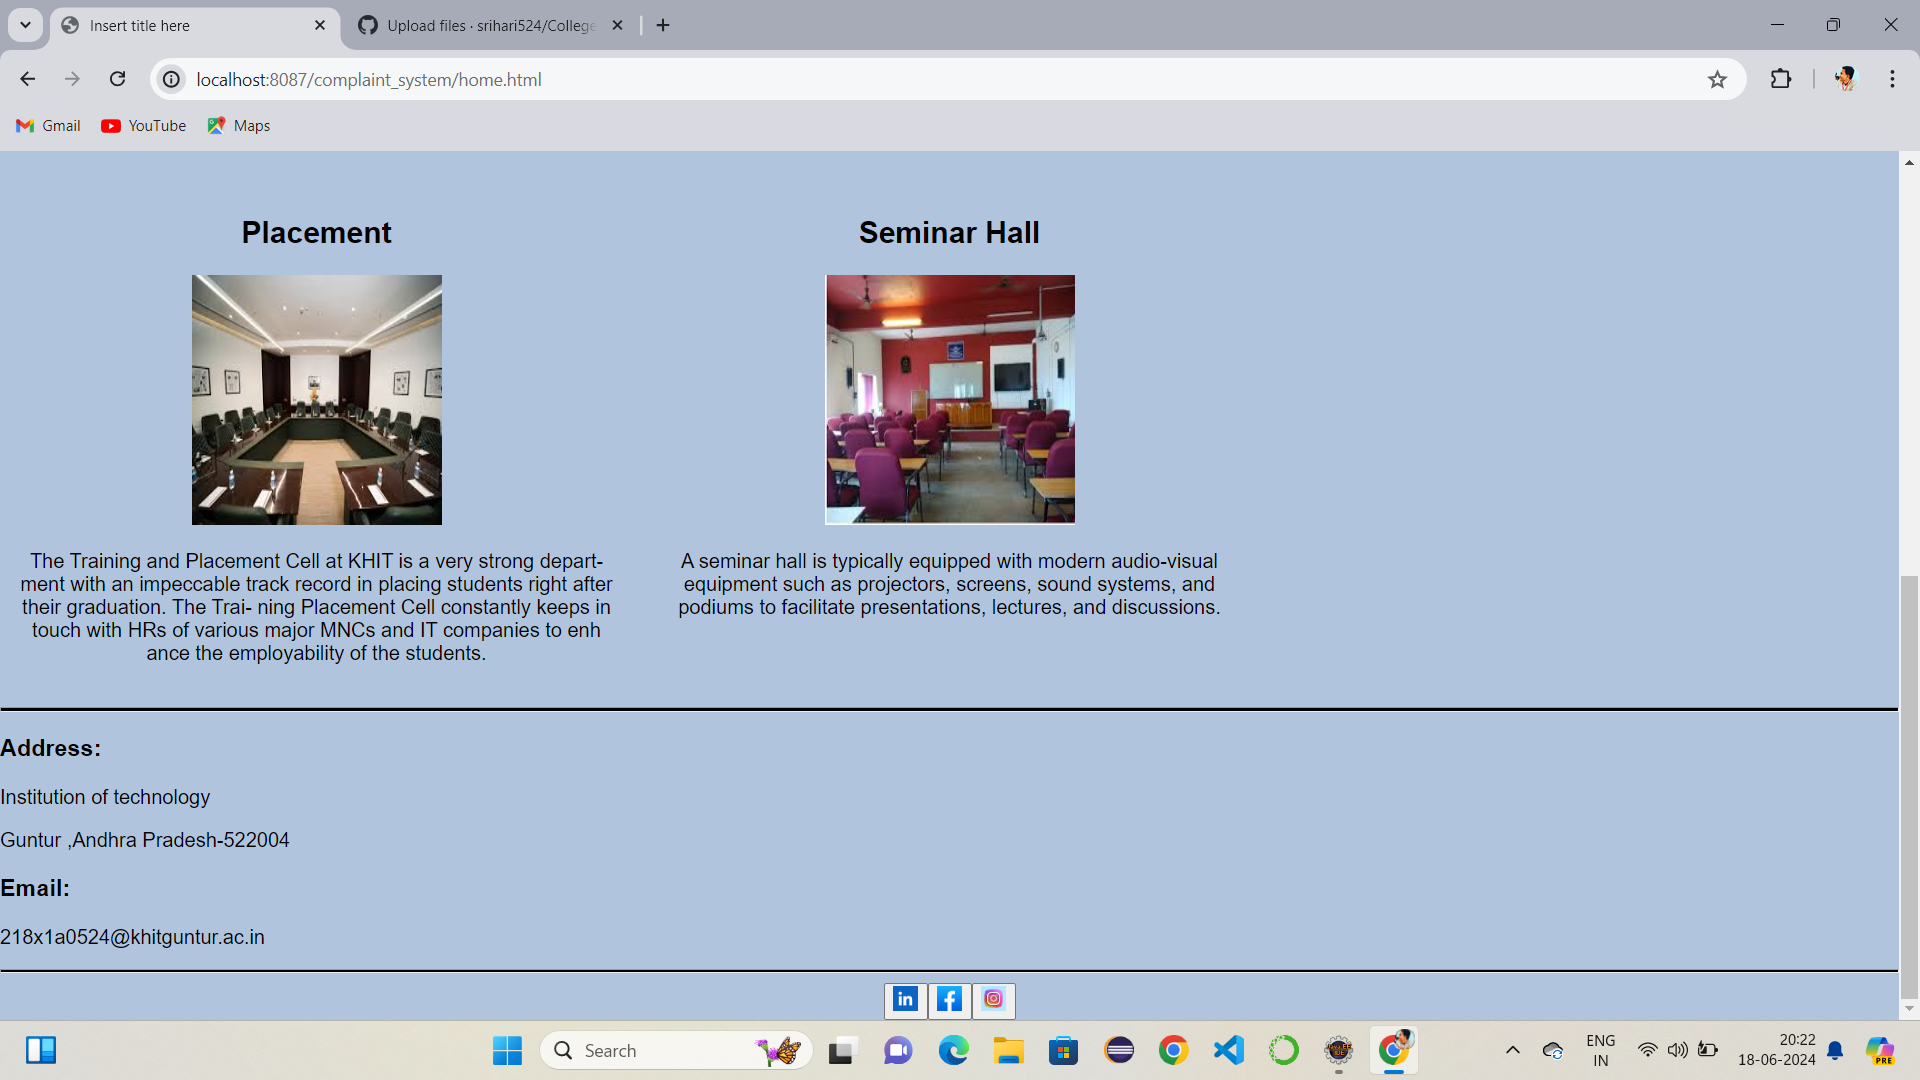 Insert title here
Upload files · srihari524/College
localhost:8087/complaint_system/home.html
Gmail
YouTube
Maps
Placement
The Training and Placement Cell at KHIT is a very strong depart-
ment with an impeccable track record in placing students right after
their graduation. The Trai- ning Placement Cell constantly keeps in
touch with HRs of various major MNCs and IT companies to enh
ance the employability of the students.
Seminar Hall
A seminar hall is typically equipped with modern audio-visual
equipment such as projectors, screens, sound systems, and
podiums to facilitate presentations, lectures, and discussions.
Address:
Institution of technology
Guntur ,Andhra Pradesh-522004
Email:
218x1a0524@khitguntur.ac.in
in
f
Search
ENG
IN
20:22
18-06-2024
PRE